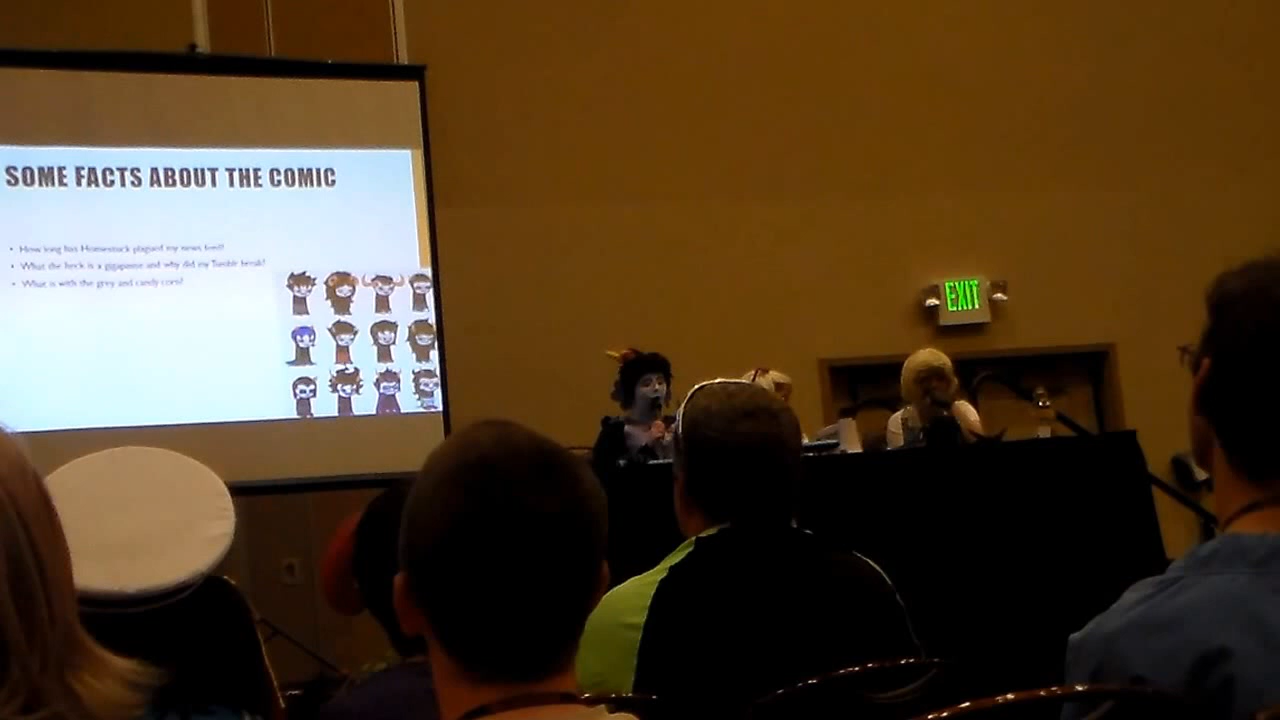 SOME FACTS ABOUT THE COMIC
• How long has Homestuck plagued my news feed?
• What the heck is a gigapause and why did my Tumblr break?
• What is with the grey and candy corn?
EXIT